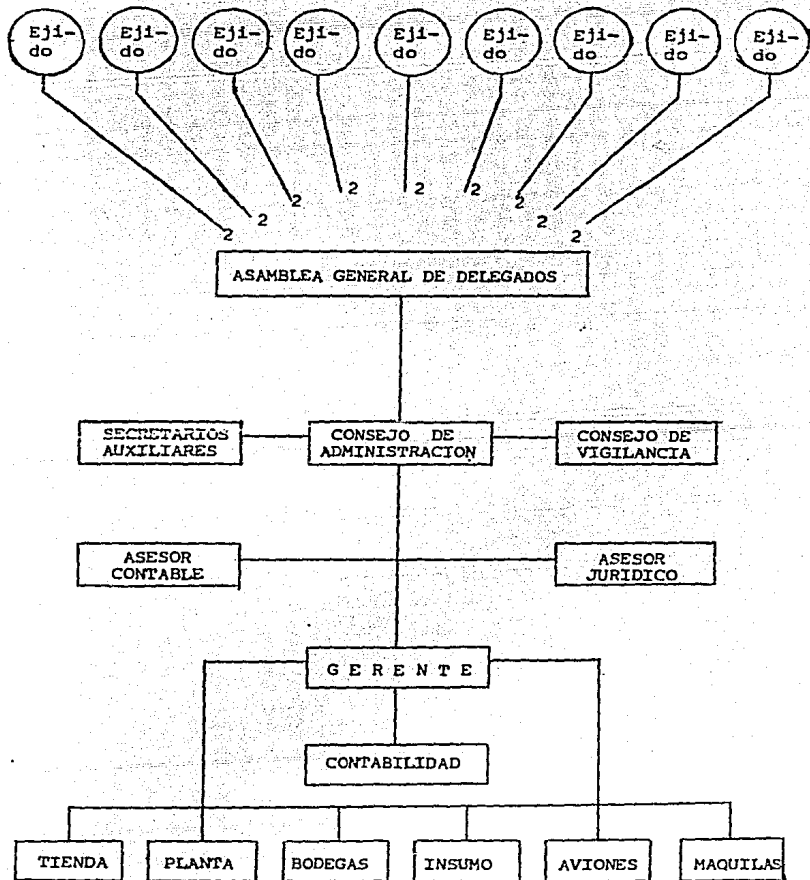 Eji- Eji- Eji- Eji- Eji- Eji- Eji- Eji- Eji-
do do do do do do do do do
2 2 2 2 2 2 2 2 2
ASAMBLEA GENERAL DE DELEGADOS
SECRETARIOS
AUXILIARES
CONSEJO DE
ADMINISTRACION
CONSEJO DE
VIGILANCIA
ASESOR
CONTABLE
ASESOR
JURIDICO
G E R E N T E
CONTABILIDAD
TIENDA PLANTA BODEGAS INSUMO AVIONES MAQUILAS